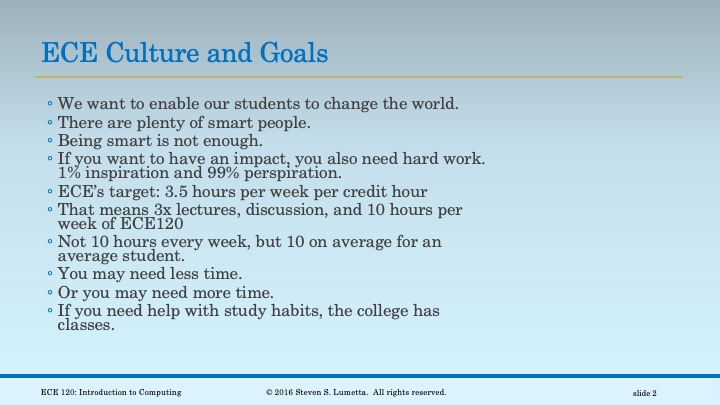 ECE Culture and Goals
◦ We want to enable our students to change the world.
◦ There are plenty of smart people.
◦ Being smart is not enough.
◦ If you want to have an impact, you also need hard work.
1% inspiration and 99% perspiration.
◦ ECE’s target: 3.5 hours per week per credit hour
◦ That means 3x lectures, discussion, and 10 hours per
week of ECE120
◦ Not 10 hours every week, but 10 on average for an
average student.
◦ You may need less time.
◦ Or you may need more time.
◦ If you need help with study habits, the college has
classes.
ECE 120: Introduction to Computing
© 2016 Steven S. Lumetta. All rights reserved.
slide 2